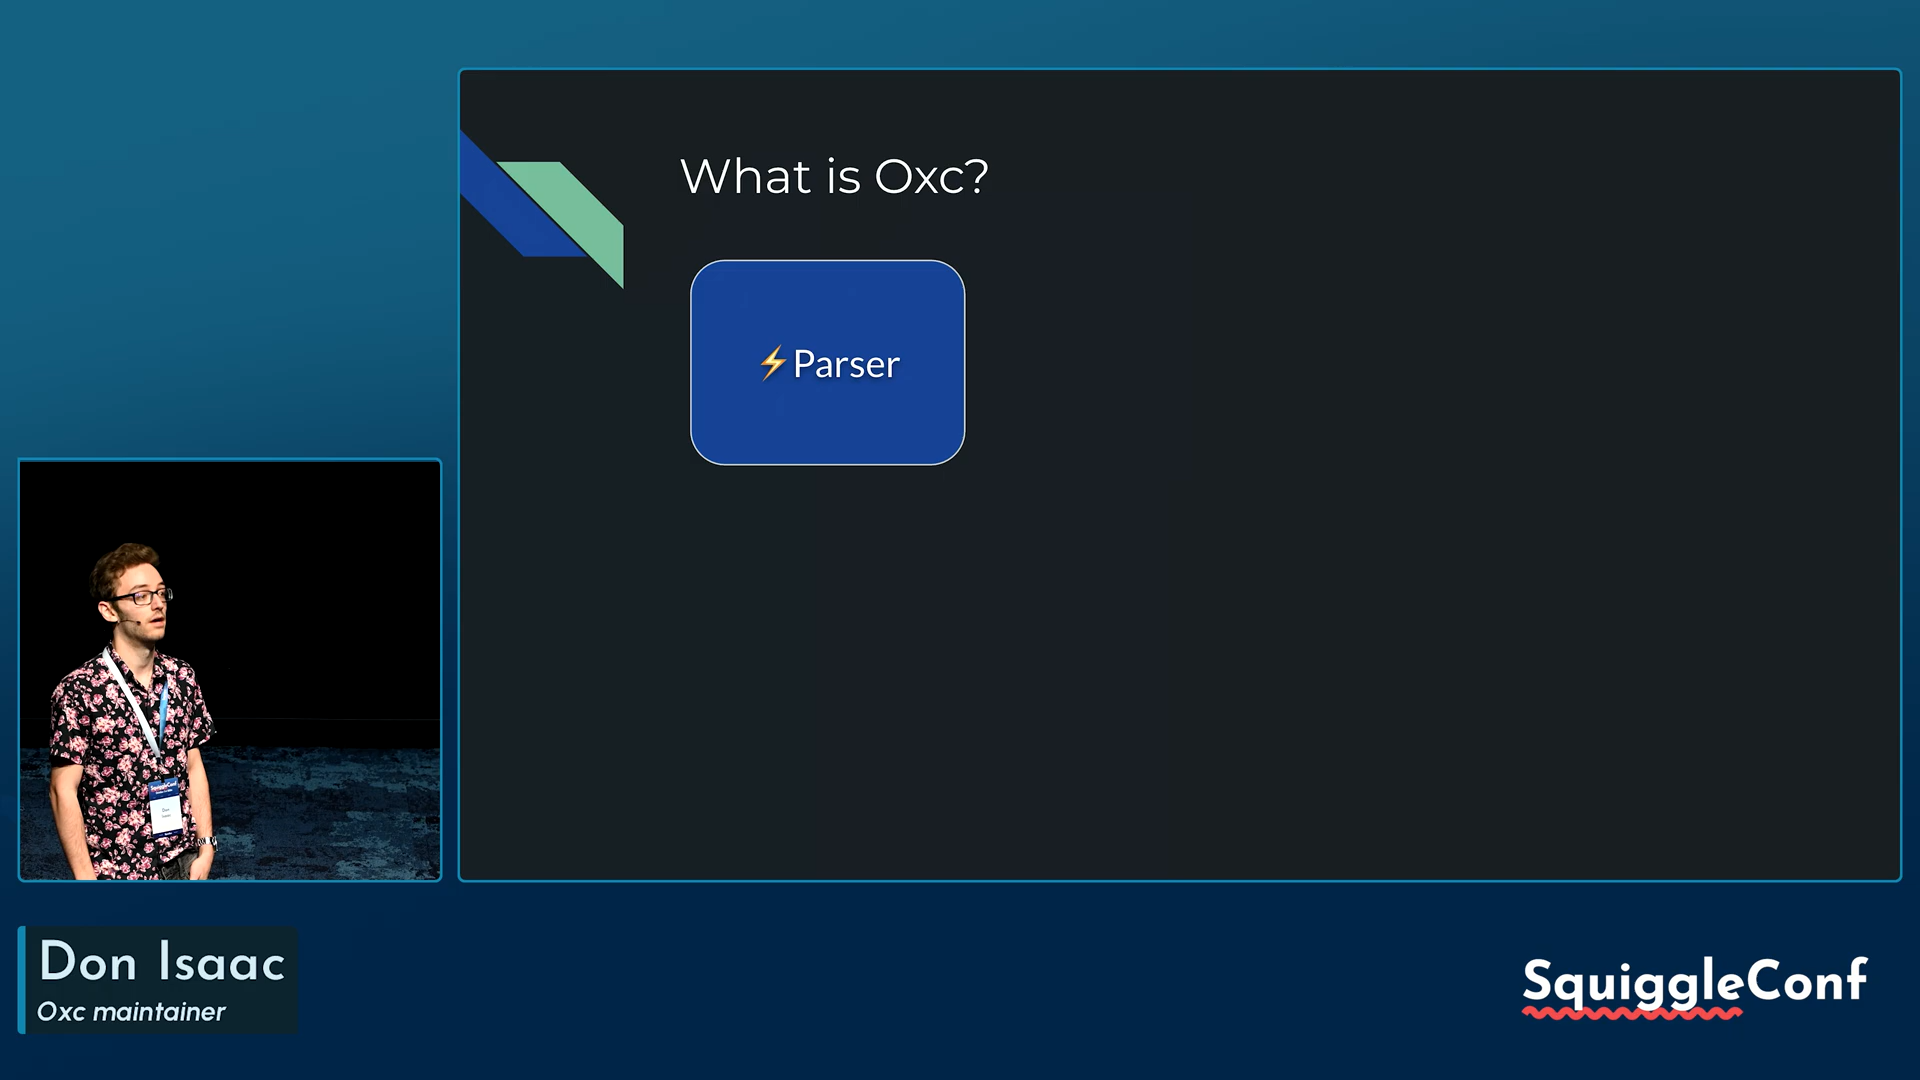 What is Oxc?
⚡Parser
Don Isaac
Oxc maintainer
SquiggleConf